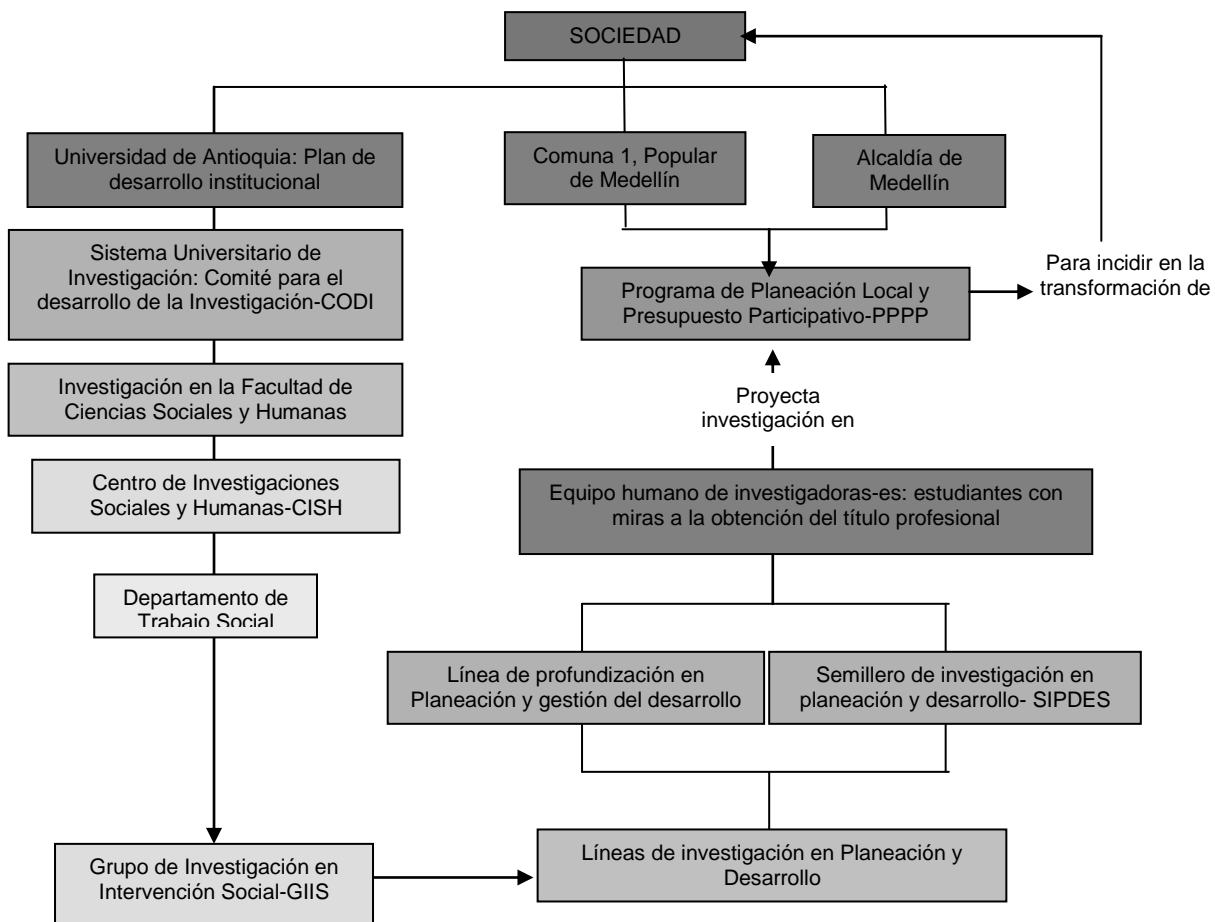 SOCIEDAD
Universidad de Antioquia: Plan de
desarrollo institucional
Comuna 1, Popular
de Medellín
Alcaldía de
Medellín
Sistema Universitario de
Investigación: Comité para el
desarrollo de la Investigación-CODI
Programa de Planeación Local y
Presupuesto Participativo-PPPP
Para incidir en la
transformación de
Investigación en la Facultad de
Ciencias Sociales y Humanas
Proyecta
investigación en
Centro de Investigaciones
Sociales y Humanas-CISH
Equipo humano de investigadoras-es: estudiantes con
miras a la obtención del título profesional
Departamento de
Trabajo Social
Línea de profundización en
Planeación y gestión del desarrollo
Semillero de investigación en
planeación y desarrollo- SIPDES
Grupo de Investigación en
Intervención Social-GIIS
Líneas de investigación en Planeación y
Desarrollo